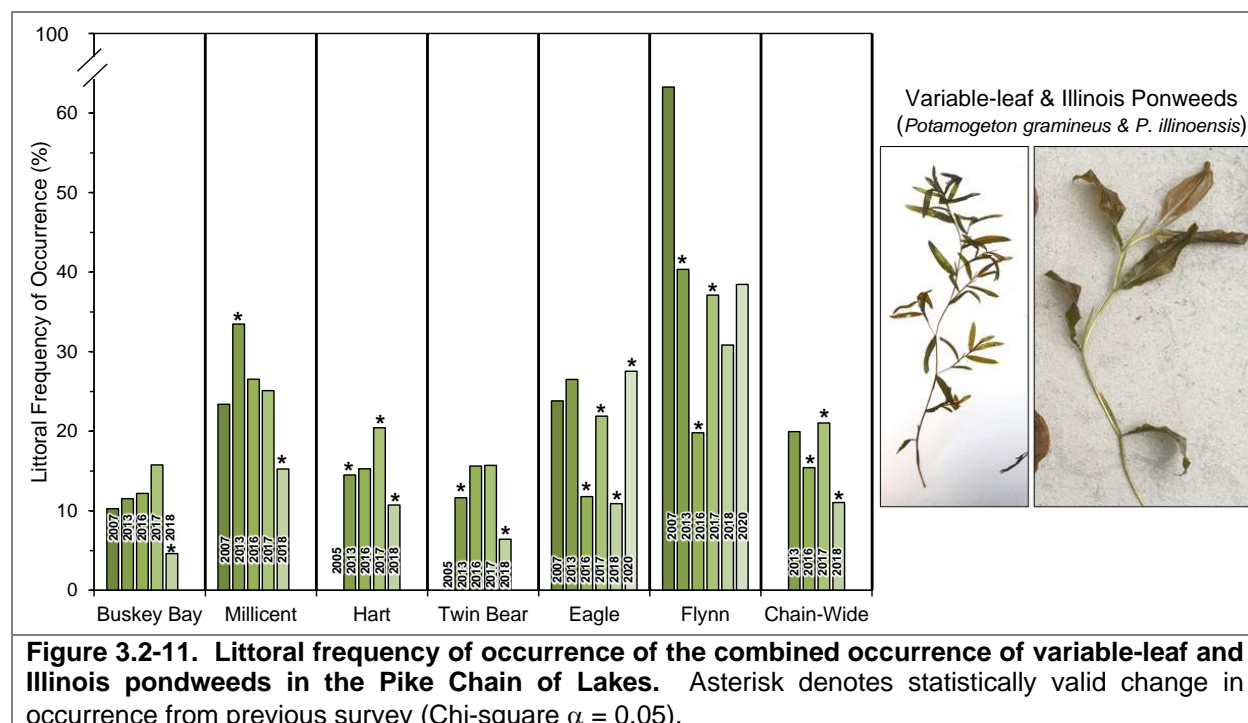 100
60
50
40
30
20
10
0
Littoral Frequency of Occurrence (%)
* * * * * * * * * * * * * * * * *
2007 2013 2016 2017 2018
2007 2013 2016 2017 2018
2005 2013 2016 2017 2018
2005 2013 2016 2017 2018
2007 2013 2016 2017 2018 2020
2007 2013 2016 2017 2018 2020
2013 2016 2017 2018
Buskey Bay Millicent Hart Twin Bear Eagle Flynn Chain-Wide
Variable-leaf & Illinois Ponweeds
(Potamogeton gramineus & P. illinoensis)
Figure 3.2-11. Littoral frequency of occurrence of the combined occurrence of variable-leaf and
Illinois pondweeds in the Pike Chain of Lakes. Asterisk denotes statistically valid change in
occurrence from previous survey (Chi-square α = 0.05).